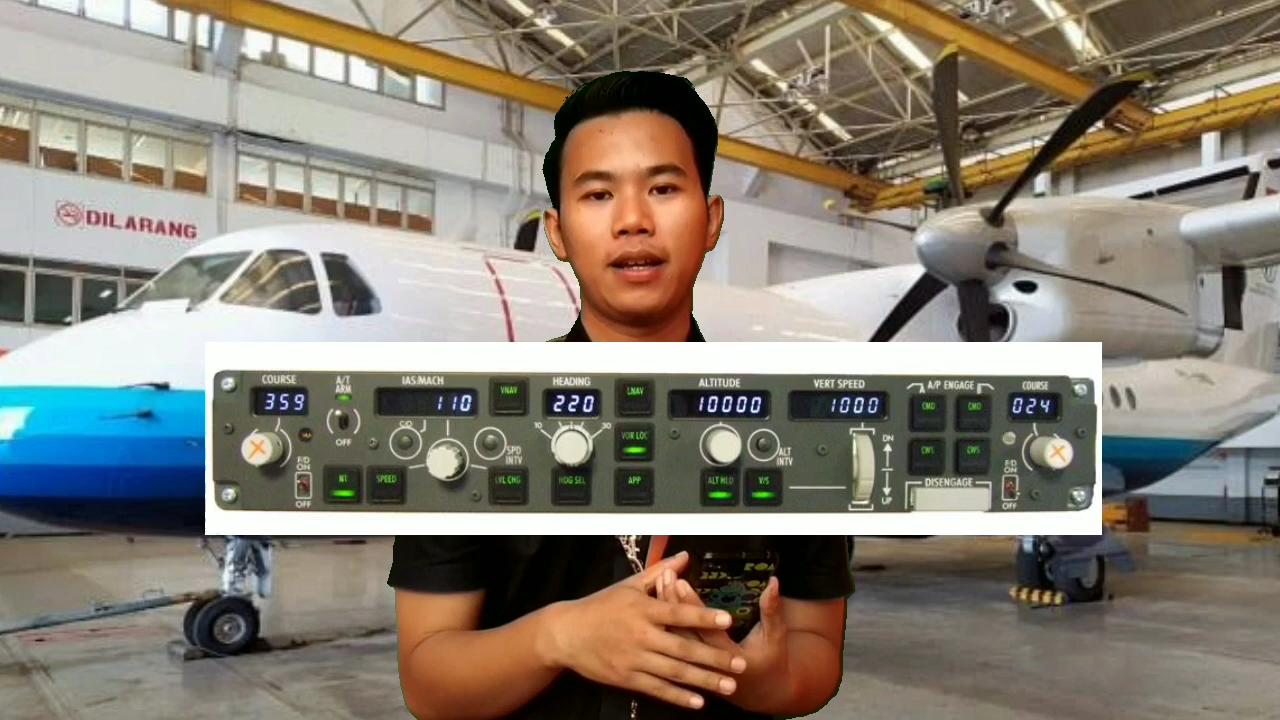 DILARANG
COURSE
A/T
ARM
IAS/MACH
VNAV
HEADING
LNAV
ALTITUDE
VERT SPEED
A/P ENGAGE
COURSE
359
110
220
10000
1000
CMD
CMD
024
OFF
C/O
10
30
VOR LOC
DN
SPD
INTV
ALT
INTV
CWS
CWS
F/D
ON
F/D
ON
N1
SPEED
LVL CHG
HDG SEL
APP
ALT HLD
V/S
DISENGAGE
UP
OFF
OFF